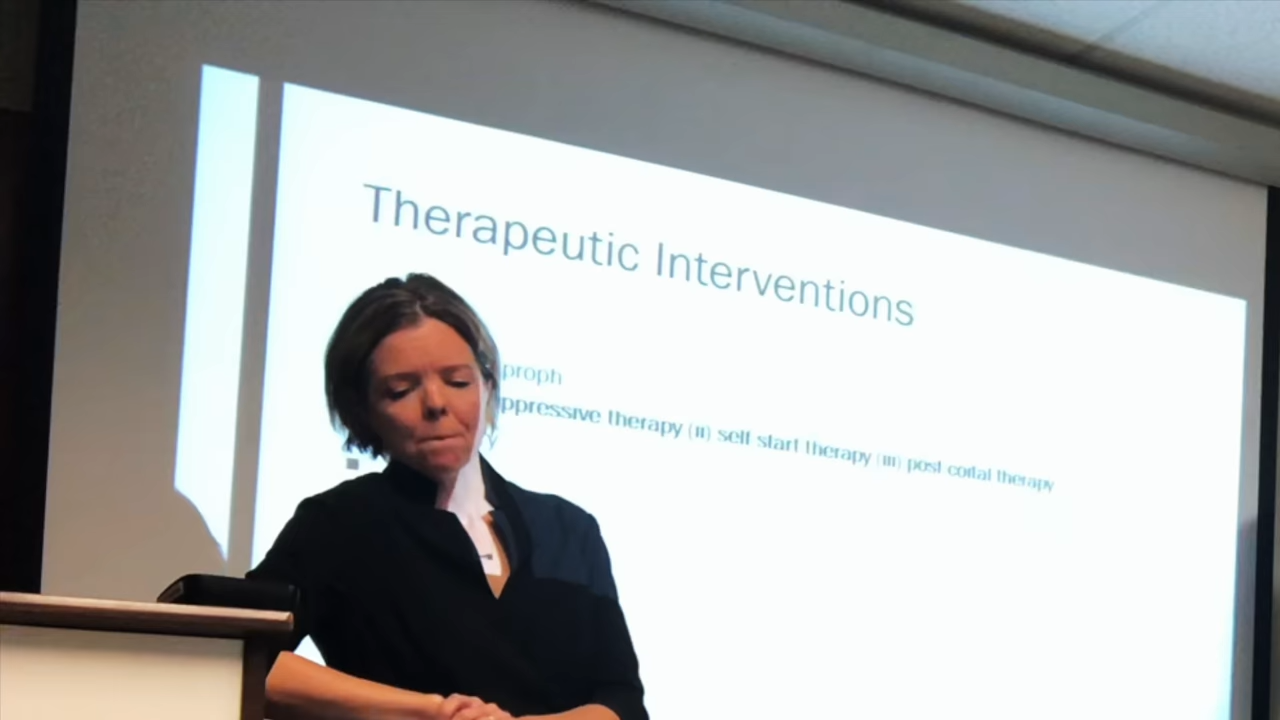 Therapeutic Interventions
proph
ppressive therapy (II) self start therapy (III) post coital therapy
y